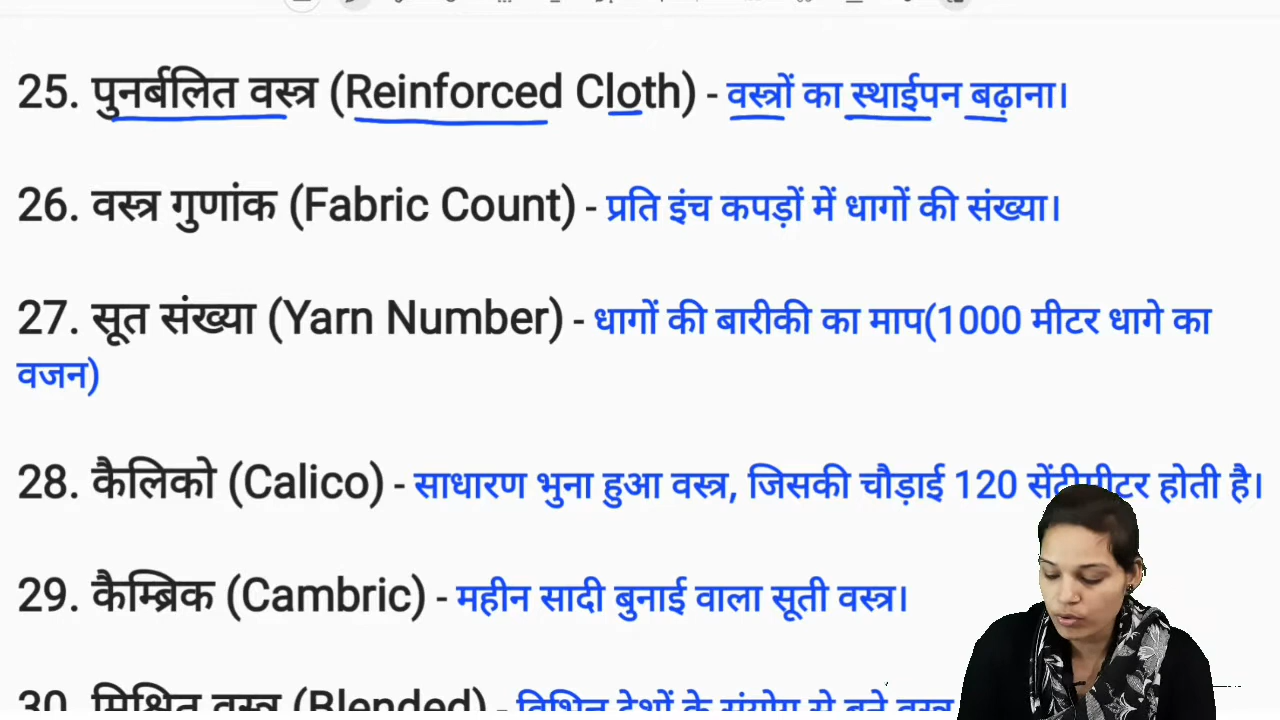 25. पुनर्बलित वस्त्र (Reinforced Cloth) - वस्त्रों का स्थाईपन बढ़ाना।
26. वस्त्र गुणांक (Fabric Count) - प्रति इंच कपड़ों में धागों की संख्या।
27. सूत संख्या (Yarn Number) - धागों की बारीकी का माप(1000 मीटर धागे का
वजन)
28. कैलिको (Calico) - साधारण भुना हुआ वस्त्र, जिसकी चौड़ाई 120 सेंटीमीटर होती है।
29. कैम्ब्रिक (Cambric) - महीन सादी बुनाई वाला सूती वस्त्र।
30. मिश्रित वस्त्र (Blended) - के संयोग से बने वस्त्र